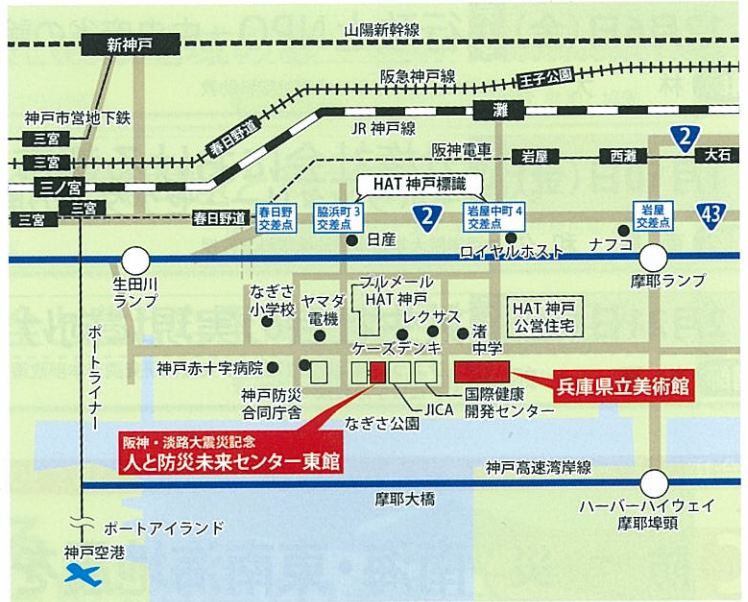 山陽新幹線
新神戸
阪急神戸線
王子公園
神戸市営地下鉄
三宮
春日野道
灘
JR 神戸線
2
三宮
阪神電車
岩屋
西灘
大石
三ノ宮
HAT 神戸標識
三宮
三宮
春日野道
春日野
交差点
脇浜町 3
交差点
2
岩屋中町 4
交差点
岩屋
交差点
43
日産
ロイヤルホスト
ナフコ
生田川
ランプ
摩耶ランプ
なぎさ
小学校
ヤマダ
電機
ブルメール
HAT 神戸
レクサス
HAT 神戸
公営住宅
渚
中学
ケーズデンキ
ポートライナー
神戸赤十字病院
神戸防災
合同庁舎
なぎさ公園
JICA
国際健康
開発センター
兵庫県立美術館
阪神・淡路大震災記念
人と防災未来センター東館
神戸高速湾岸線
摩耶大橋
ハーバーハイウェイ
摩耶埠頭
ポートアイランド
神戸空港